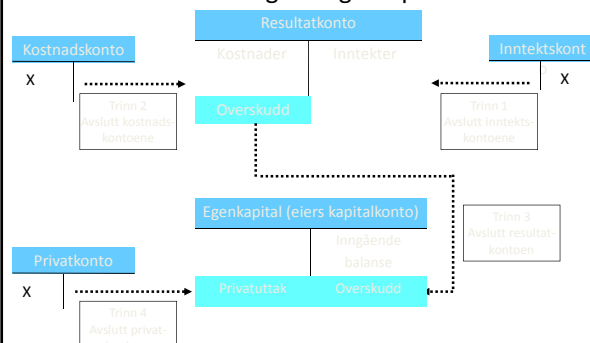 Resultatkonto
Kostnadskonto
Kostnader
Inntekter
Inntektskont
X
X
Trinn 2
Avslutt kostnads-
kontoene
Overskudd
Trinn 1
Avslutt inntekts-
kontoene
Egenkapital (eiers kapitalkonto)
Inngående
balanse
Trinn 3
Avslutt resultat-
kontoen
Privatkonto
X
Privatuttak
Overskudd
Trinn 4
Avslutt privat-